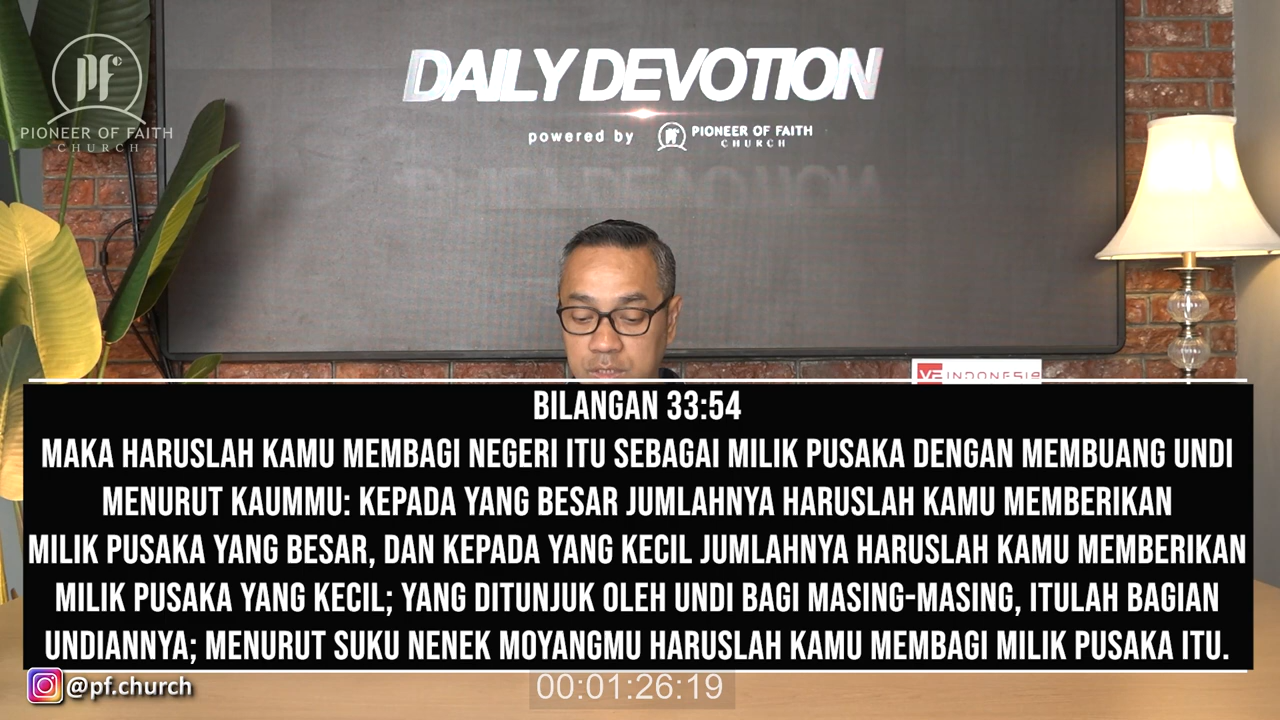 PFC
PIONEER OF FAITH
CHURCH
DAILY DEVOTION
powered by
PIONEER OF FAITH
CHURCH
INDONESIA
BILANGAN 33:54
MAKA HARUSLAH KAMU MEMBAGI NEGERI ITU SEBAGAI MILIK PUSAKA DENGAN MEMBUANG UNDI
MENURUT KAUMMU: KEPADA YANG BESAR JUMLAHNYA HARUSLAH KAMU MEMBERIKAN
MILIK PUSAKA YANG BESAR, DAN KEPADA YANG KECIL JUMLAHNYA HARUSLAH KAMU MEMBERIKAN
MILIK PUSAKA YANG KECIL; YANG DITUNJUK OLEH UNDI BAGI MASING-MASING, ITULAH BAGIAN
UNDIANNYA; MENURUT SUKU NENEK MOYANGMU HARUSLAH KAMU MEMBAGI MILIK PUSAKA ITU.
@pf.church
00:01:26:19